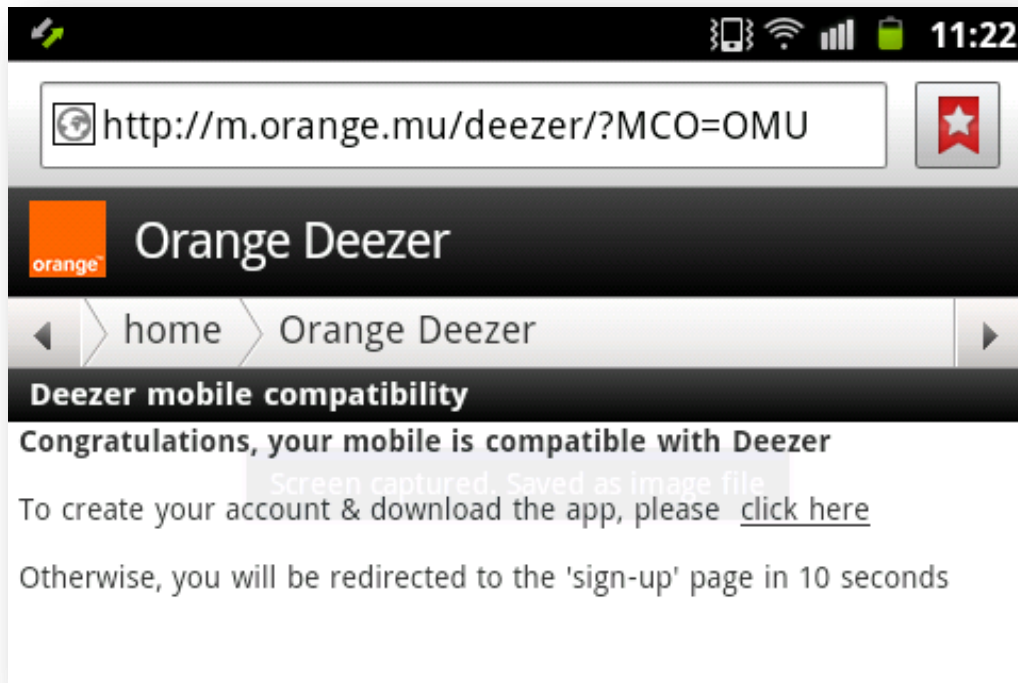 11:22
http://m.orange.mu/deezer/?MCO=OMU
orange™
Orange Deezer
home
Orange Deezer
Deezer mobile compatibility
Congratulations, your mobile is compatible with Deezer
Screen captured. Saved as image file
To create your account & download the app, please click here
Otherwise, you will be redirected to the 'sign-up' page in 10 seconds